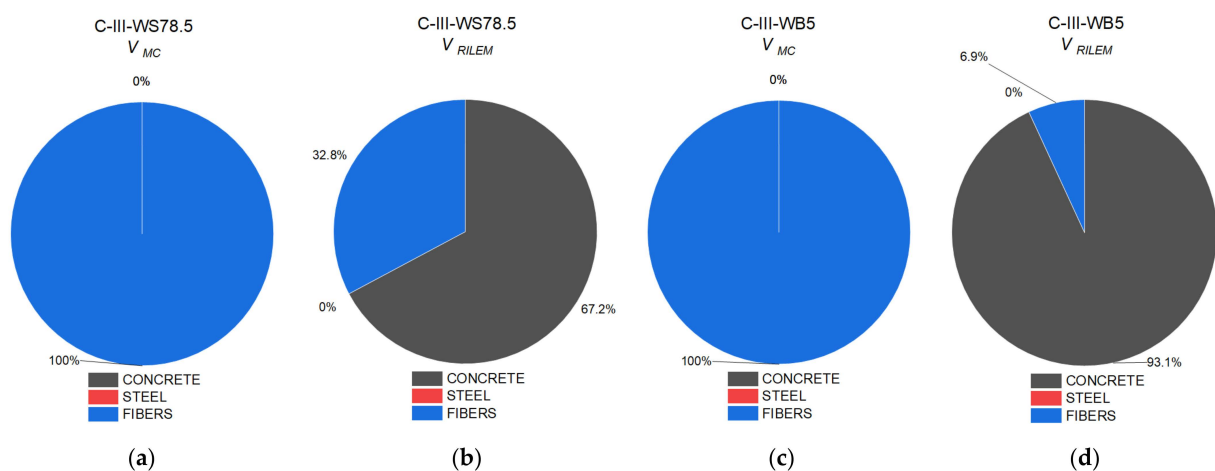 C-III-WS78.5
V MC
0%
100%
CONCRETE
STEEL
FIBERS
(a)
C-III-WS78.5
V RILEM
32.8%
0%
67.2%
CONCRETE
STEEL
FIBERS
(b)
C-III-WB5
V MC
0%
100%
CONCRETE
STEEL
FIBERS
(c)
C-III-WB5
V RILEM
6.9%
0%
93.1%
CONCRETE
STEEL
FIBERS
(d)